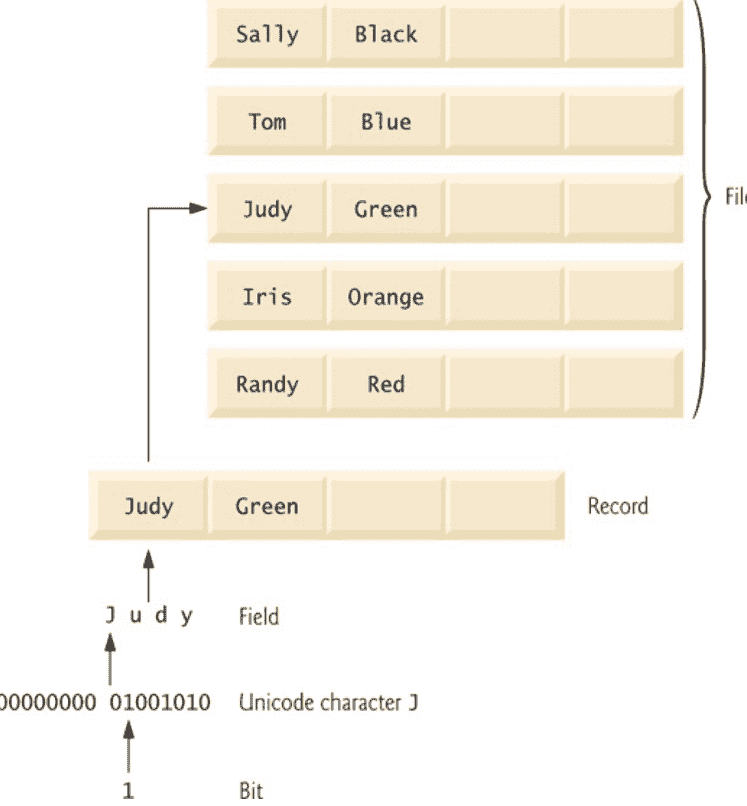 Sally Black
Tom Blue
Judy Green
Iris Orange
Randy Red
Judy Green Record
J u d y Field
00000000 01001010 Unicode character J
1 Bit